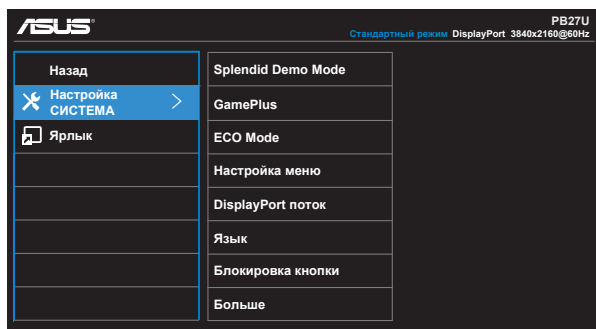 ASUS
PB27U
Стандартный режим DisplayPort 3840x2160@60Hz
Назад
Настройка
СИСТЕМА
Ярлык
Splendid Demo Mode
GamePlus
ECO Mode
Настройка меню
DisplayPort поток
Язык
Блокировка кнопки
Больше